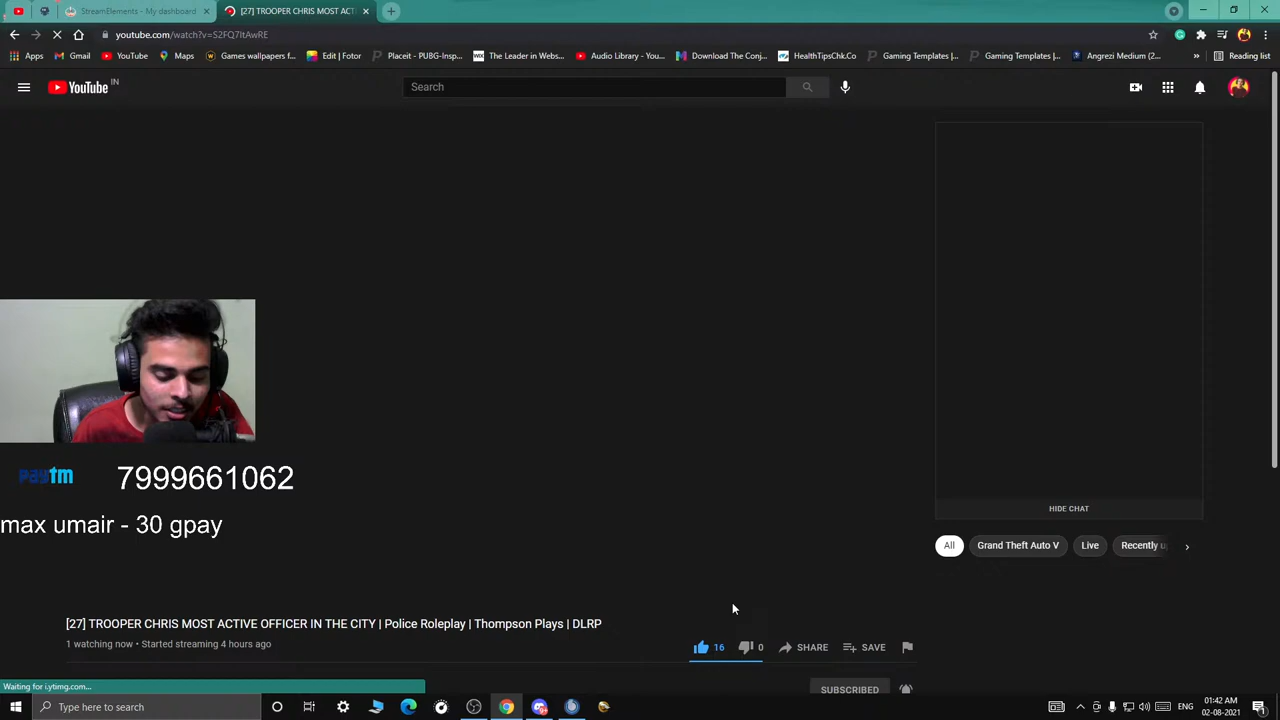 StreamElements - My dashboard
[27] TROOPER CHRIS MOST ACT
youtube.com/watch?v=S2FQ7ItAwRE
Apps
Gmail
YouTube
Maps
Games wallpapers f...
Edit | Fotor
Placeit - PUBG-Insp...
The Leader in Webs...
Audio Library - You...
Download The Conj...
HealthTipsChk.Co
Gaming Templates |...
Gaming Templates |...
Angrezi Medium (2...
»
Reading list
YouTube IN
Search
HIDE CHAT
paytm 7999661062
max umair - 30 gpay
All
Grand Theft Auto V
Live
Recently u
[27] TROOPER CHRIS MOST ACTIVE OFFICER IN THE CITY | Police Roleplay | Thompson Plays | DLRP
1 watching now • Started streaming 4 hours ago
16
0
SHARE
SAVE
SUBSCRIBED
Waiting for i.ytimg.com...
Type here to search
ENG
01:42 AM
02-08-2021